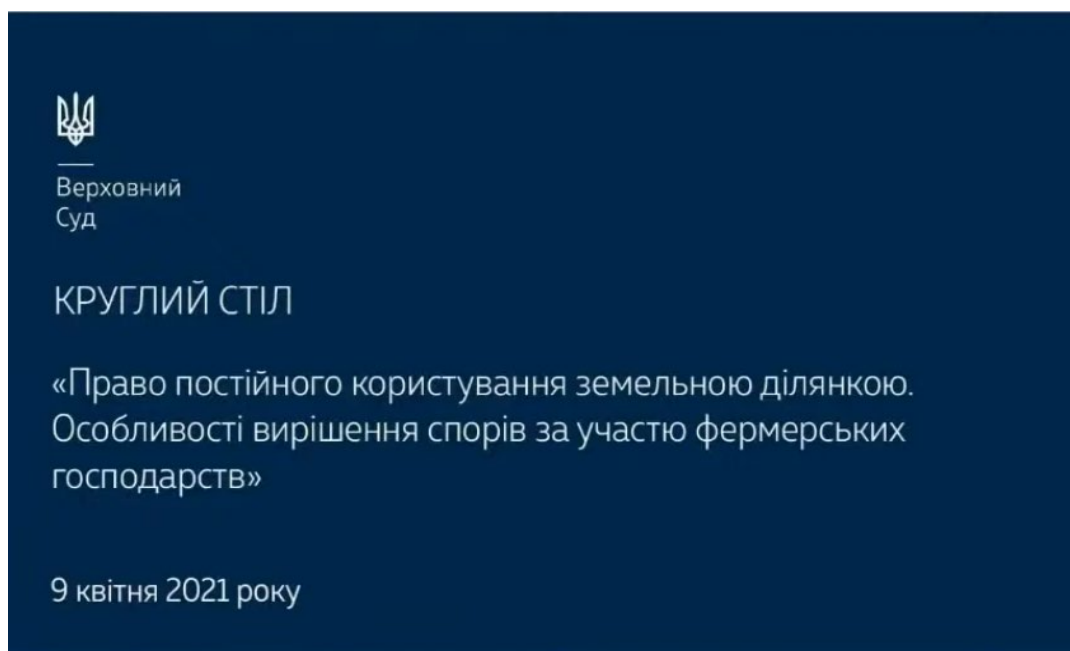 Верховний
Суд
КРУГЛИЙ СТІЛ
«Право постійного користування земельною ділянкою.
Особливості вирішення спорів за участю фермерських
господарств»
9 квітня 2021 року